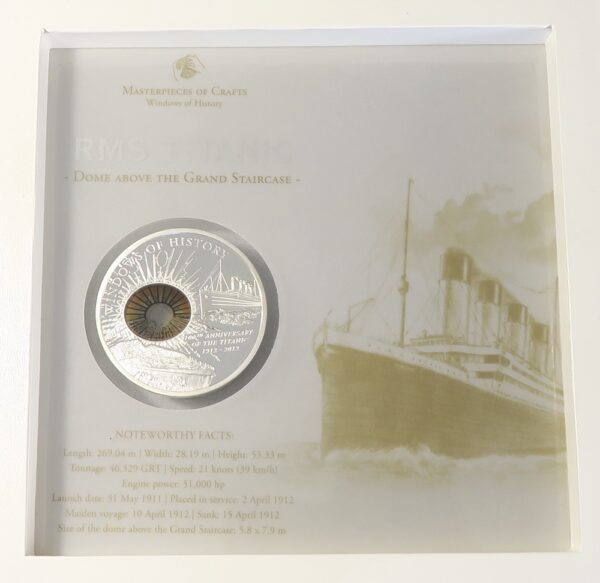 MASTERPIECES OF CRAFTS
Windows of History
RMS TITANIC
- DOME ABOVE THE GRAND STAIRCASE -
WINDOWS OF HISTORY
100TH ANNIVERSARY
OF THE TITANIC
1912 - 2012
NOTEWORTHY FACTS:
Length: 269.04 m | Width: 28.19 m | Height: 53.33 m
Tonnage: 46,329 GRT | Speed: 21 knots (39 km/h)
Engine power: 51,000 hp
Launch date: 31 May 1911 | Placed in service: 2 April 1912
Maiden voyage: 10 April 1912 | Sank: 15 April 1912
Size of the dome above the Grand Staircase: 5.8 x 7.9 m